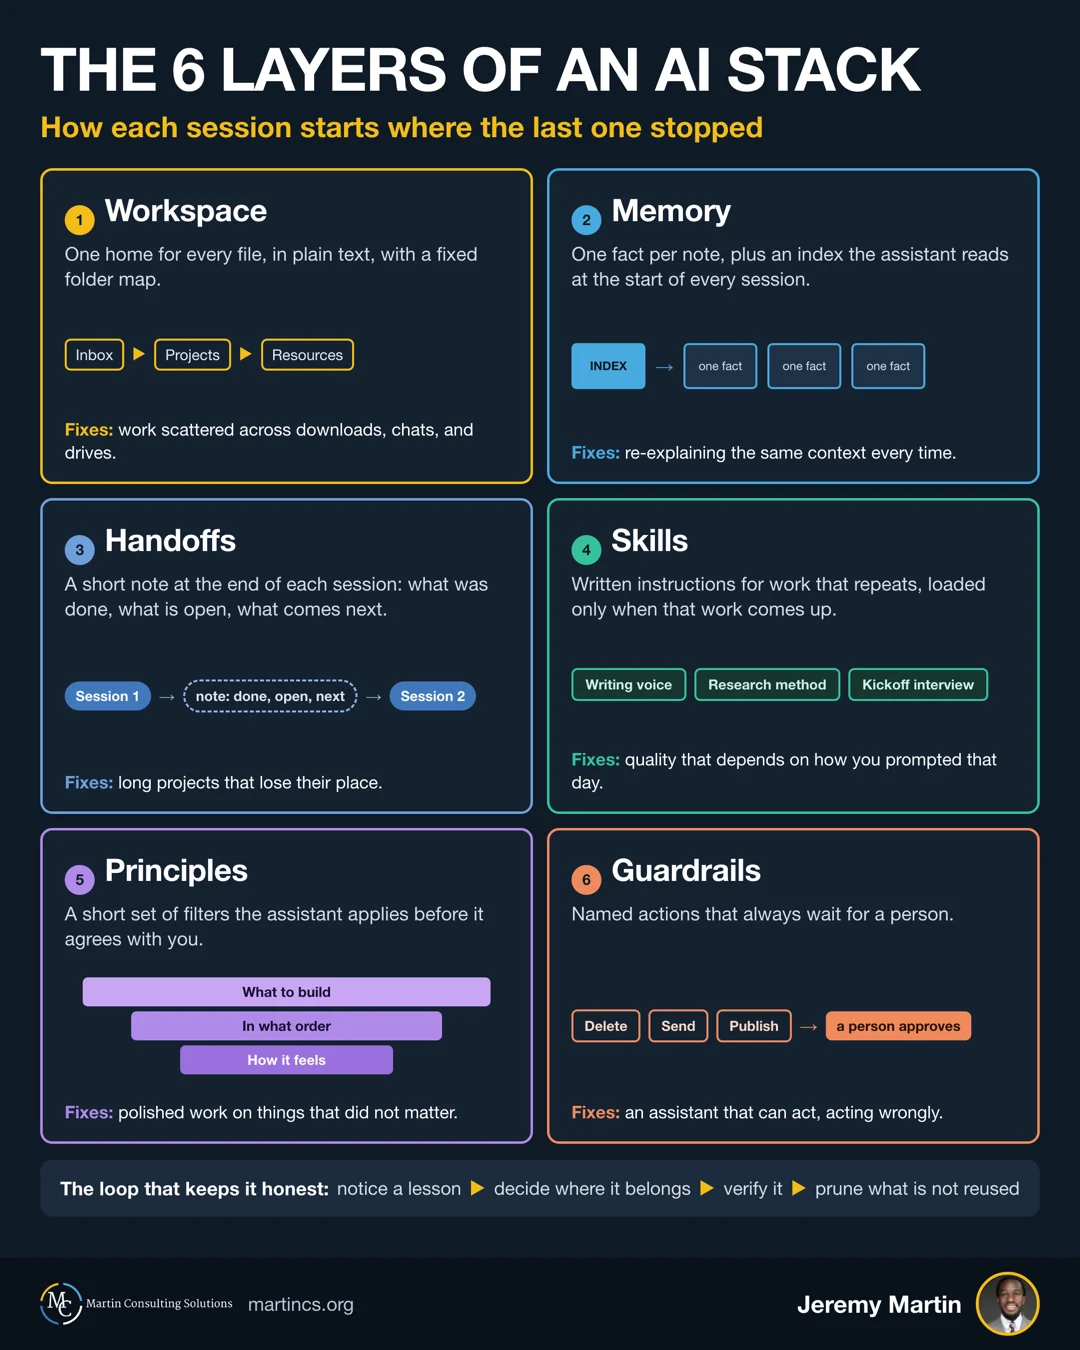 THE 6 LAYERS OF AN AI STACK
How each session starts where the last one stopped
1 Workspace
One home for every file, in plain text, with a fixed
folder map.
Inbox ▶ Projects ▶ Resources
Fixes: work scattered across downloads, chats, and
drives.
2 Memory
One fact per note, plus an index the assistant reads
at the start of every session.
INDEX → one fact one fact one fact
Fixes: re-explaining the same context every time.
3 Handoffs
A short note at the end of each session: what was
done, what is open, what comes next.
Session 1 → note: done, open, next → Session 2
Fixes: long projects that lose their place.
4 Skills
Written instructions for work that repeats, loaded
only when that work comes up.
Writing voice Research method Kickoff interview
Fixes: quality that depends on how you prompted that
day.
5 Principles
A short set of filters the assistant applies before it
agrees with you.
What to build
In what order
How it feels
Fixes: polished work on things that did not matter.
6 Guardrails
Named actions that always wait for a person.
Delete Send Publish → a person approves
Fixes: an assistant that can act, acting wrongly.
The loop that keeps it honest: notice a lesson ▶ decide where it belongs ▶ verify it ▶ prune what is not reused
MC Martin Consulting Solutions martincs.org
Jeremy Martin